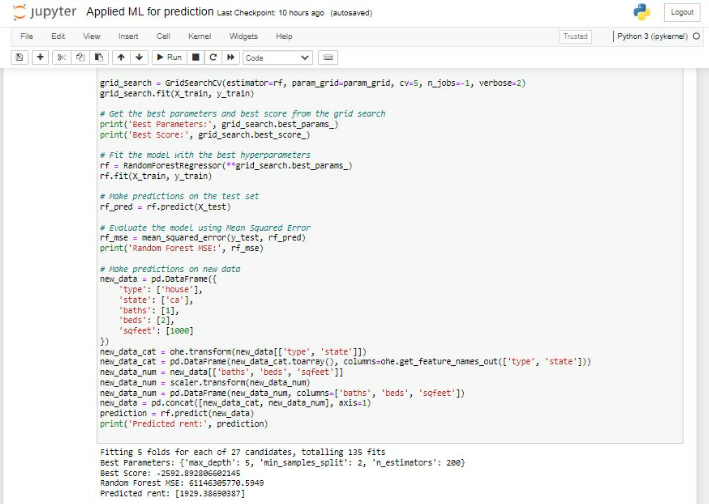 jupyter Applied ML for prediction Last Checkpoint: 10 hours ago (autosaved)
Logout
File Edit View Insert Cell Kernel Widgets Help
Trusted Python 3 (ipykernel)
Run Code
grid_search = GridSearchCV(estimator=rf, param_grid=param_grid, cv=5, n_jobs=-1, verbose=2)
grid_search.fit(X_train, y_train)
# Get the best parameters and best score from the grid search
print('Best Parameters:', grid_search.best_params_)
print('Best Score:', grid_search.best_score_)
# Fit the model with the best hyperparameters
rf = RandomForestRegressor(**grid_search.best_params_)
rf.fit(X_train, y_train)
# Make predictions on the test set
rf_pred = rf.predict(X_test)
# Evaluate the model using Mean Squared Error
rf_mse = mean_squared_error(y_test, rf_pred)
print('Random Forest MSE:', rf_mse)
# Make predictions on new data
new_data = pd.DataFrame({
'type': ['house'],
'state': ['ca'],
'baths': [1],
'beds': [2],
'sqfeet': [1000]
})
new_data_cat = ohe.transform(new_data[['type', 'state']])
new_data_cat = pd.DataFrame(new_data_cat.toarray(), columns=ohe.get_feature_names_out(['type', 'state']))
new_data_num = new_data[['baths', 'beds', 'sqfeet']]
new_data_num = scaler.transform(new_data_num)
new_data_num = pd.DataFrame(new_data_num, columns=['baths', 'beds', 'sqfeet'])
new_data = pd.concat([new_data_cat, new_data_num], axis=1)
prediction = rf.predict(new_data)
print('Predicted rent:', prediction)
Fitting 5 folds for each of 27 candidates, totalling 135 fits
Best Parameters: {'max_depth': 5, 'min_samples_split': 2, 'n_estimators': 200}
Best Score: -2592.892806602145
Random Forest MSE: 61146305770.5949
Predicted rent: [1929.38690387]